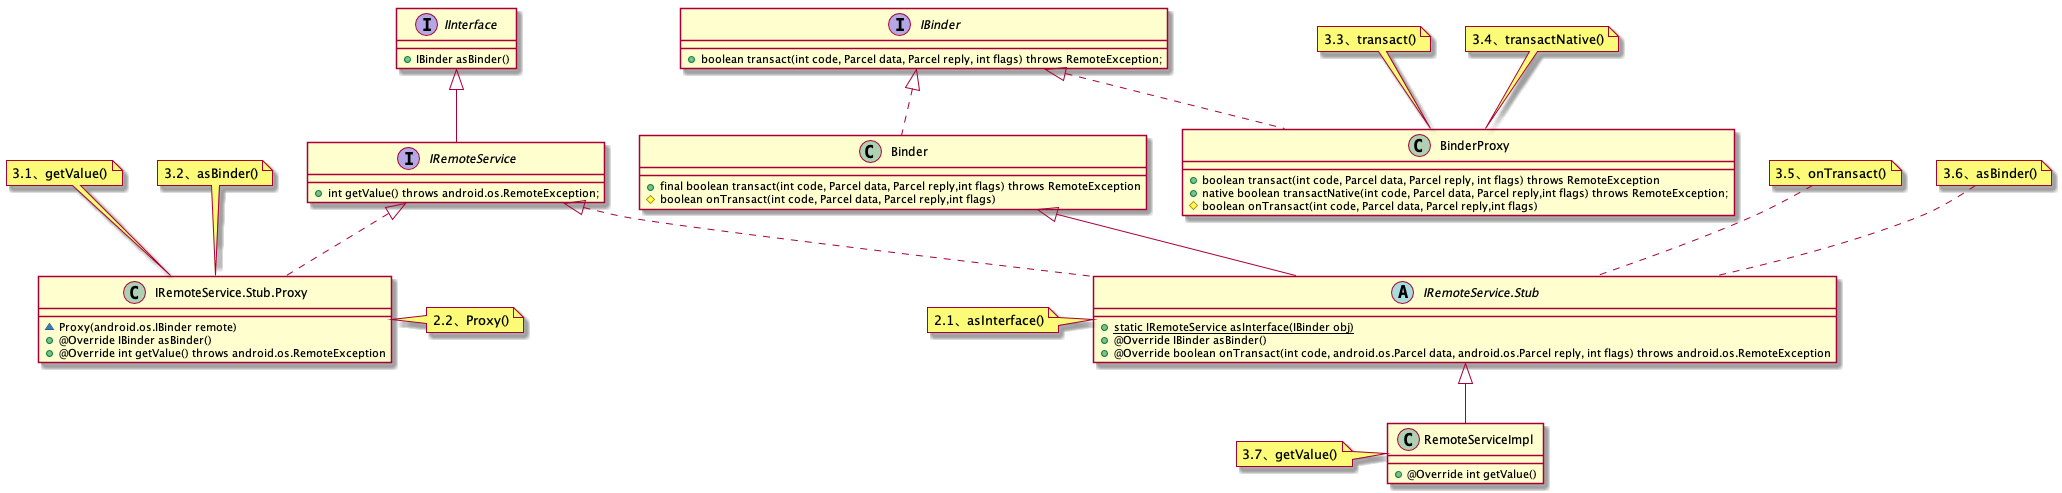 IInterface
IBinder asBinder()
IBinder
boolean transact(int code, Parcel data, Parcel reply, int flags) throws RemoteException;
3.3、transact()
3.4、transactNative()
3.1、getValue()
3.2、asBinder()
IRemoteService
int getValue() throws android.os.RemoteException;
Binder
final boolean transact(int code, Parcel data, Parcel reply,int flags) throws RemoteException
boolean onTransact(int code, Parcel data, Parcel reply,int flags)
BinderProxy
boolean transact(int code, Parcel data, Parcel reply, int flags) throws RemoteException
native boolean transactNative(int code, Parcel data, Parcel reply,int flags) throws RemoteException;
boolean onTransact(int code, Parcel data, Parcel reply,int flags)
3.5、onTransact()
3.6、asBinder()
IRemoteService.Stub.Proxy
Proxy(android.os.IBinder remote)
@Override IBinder asBinder()
@Override int getValue() throws android.os.RemoteException
2.2、Proxy()
2.1、asInterface()
IRemoteService.Stub
static IRemoteService asInterface(IBinder obj)
@Override IBinder asBinder()
@Override boolean onTransact(int code, android.os.Parcel data, android.os.Parcel reply, int flags) throws android.os.RemoteException
3.7、getValue()
RemoteServiceImpl
@Override int getValue()